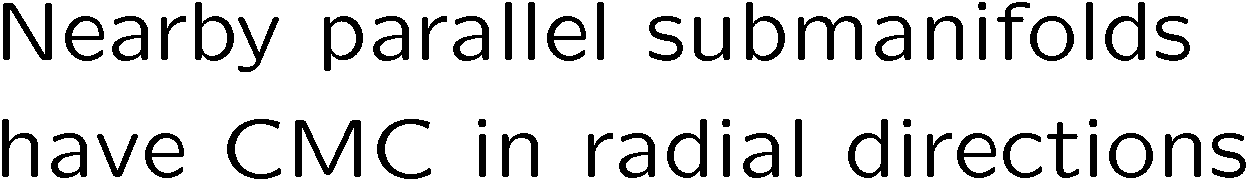 Nearby parallel submanifolds
have CMC in radial directions